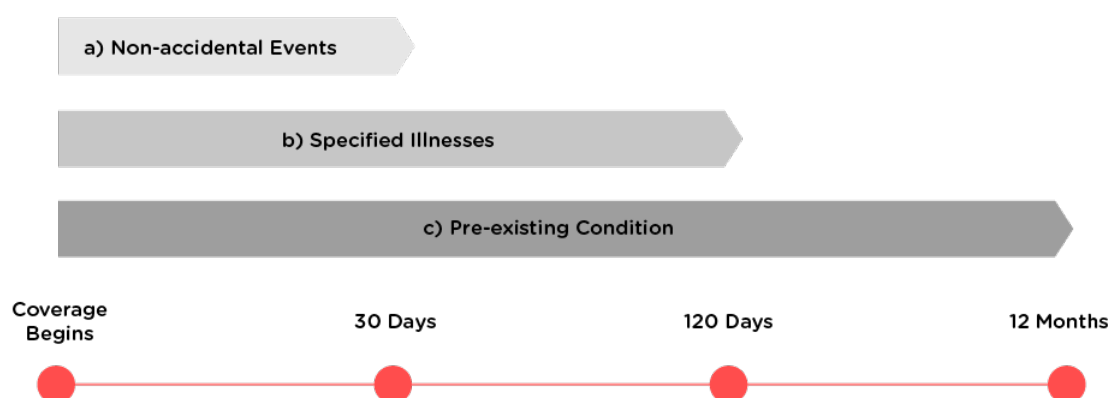 a) Non-accidental Events
b) Specified Illnesses
c) Pre-existing Condition
Coverage
Begins
30 Days
120 Days
12 Months